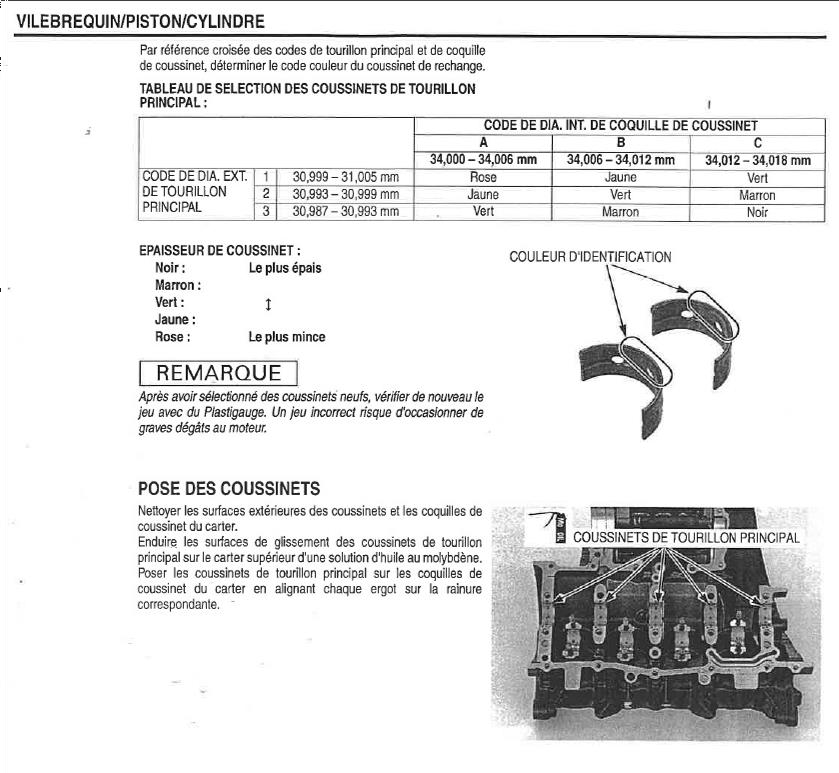 VILEBREQUIN/PISTON/CYLINDRE
Par référence croisée des codes de tourillon principal et de coquille
de coussinet, déterminer le code couleur du coussinet de rechange.
TABLEAU DE SELECTION DES COUSSINETS DE TOURILLON
PRINCIPAL :
CODE DE DIA. INT. DE COQUILLE DE COUSSINET
A B C
34,000 – 34,006 mm 34,006 – 34,012 mm 34,012 – 34,018 mm
CODE DE DIA. EXT. 1 30,999 – 31,005 mm Rose Jaune Vert
DE TOURILLON 2 30,993 – 30,999 mm Jaune Vert Marron
PRINCIPAL 3 30,987 – 30,993 mm Vert Marron Noir
EPAISSEUR DE COUSSINET :
Noir : Le plus épais
Marron :
Vert : ↕
Jaune :
Rose : Le plus mince
COULEUR D'IDENTIFICATION
REMARQUE
Après avoir sélectionné des coussinets neufs, vérifier de nouveau le
jeu avec du Plastigauge. Un jeu incorrect risque d'occasionner de
graves dégâts au moteur.
POSE DES COUSSINETS
Nettoyer les surfaces extérieures des coussinets et les coquilles de
coussinet du carter.
Enduire les surfaces de glissement des coussinets de tourillon
principal sur le carter supérieur d'une solution d'huile au molybdène.
Poser les coussinets de tourillon principal sur les coquilles de
coussinet du carter en alignant chaque ergot sur la rainure
correspondante.
Mo OIL
COUSSINETS DE TOURILLON PRINCIPAL